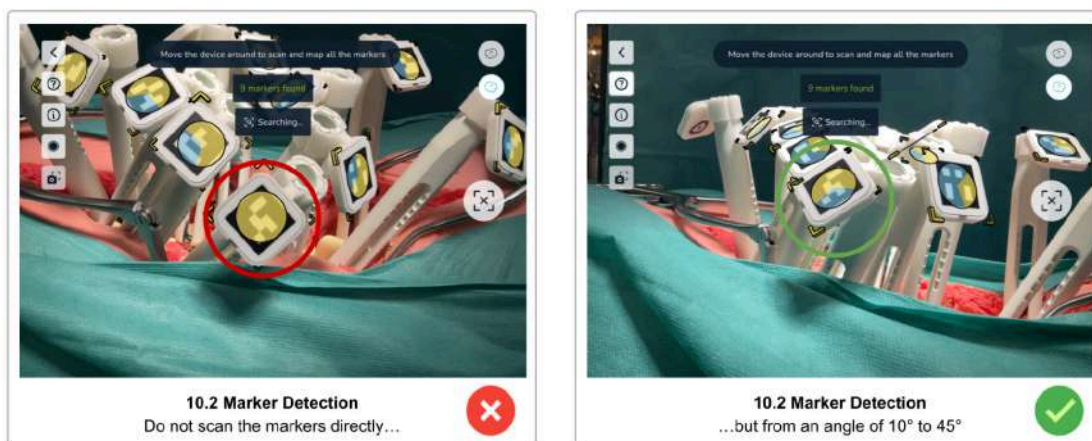 Move the device around to scan and map all the markers
9 markers found
Searching...
10.2 Marker Detection
Do not scan the markers directly...
Move the device around to scan and map all the markers
9 markers found
Searching...
10.2 Marker Detection
...but from an angle of 10° to 45°